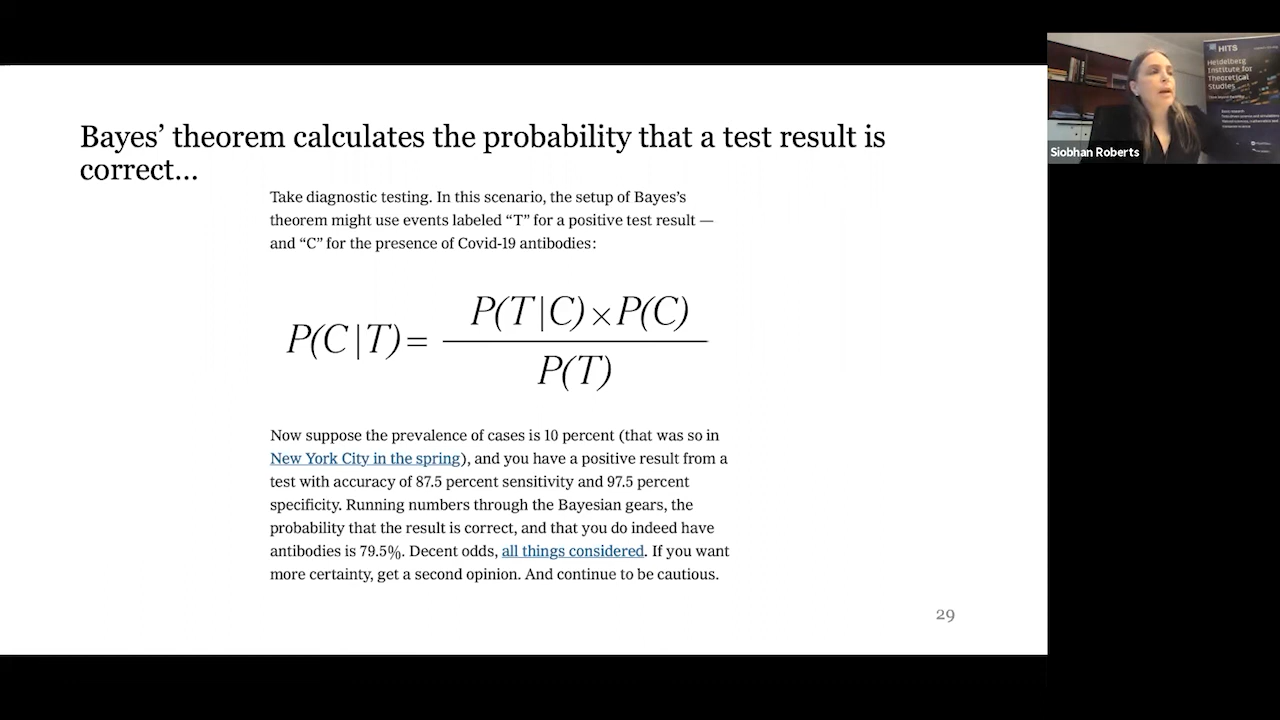 Bayes’ theorem calculates the probability that a test result is
correct…
Take diagnostic testing. In this scenario, the setup of Bayes’s
theorem might use events labeled “T” for a positive test result —
and “C” for the presence of Covid-19 antibodies:
P(C|T)= P(T|C)×P(C) / P(T)
Now suppose the prevalence of cases is 10 percent (that was so in
New York City in the spring), and you have a positive result from a
test with accuracy of 87.5 percent sensitivity and 97.5 percent
specificity. Running numbers through the Bayesian gears, the
probability that the result is correct, and that you do indeed have
antibodies is 79.5%. Decent odds, all things considered. If you want
more certainty, get a second opinion. And continue to be cautious.
29
HITS
Heidelberg
Institute for
Theoretical
Studies
Siobhan Roberts